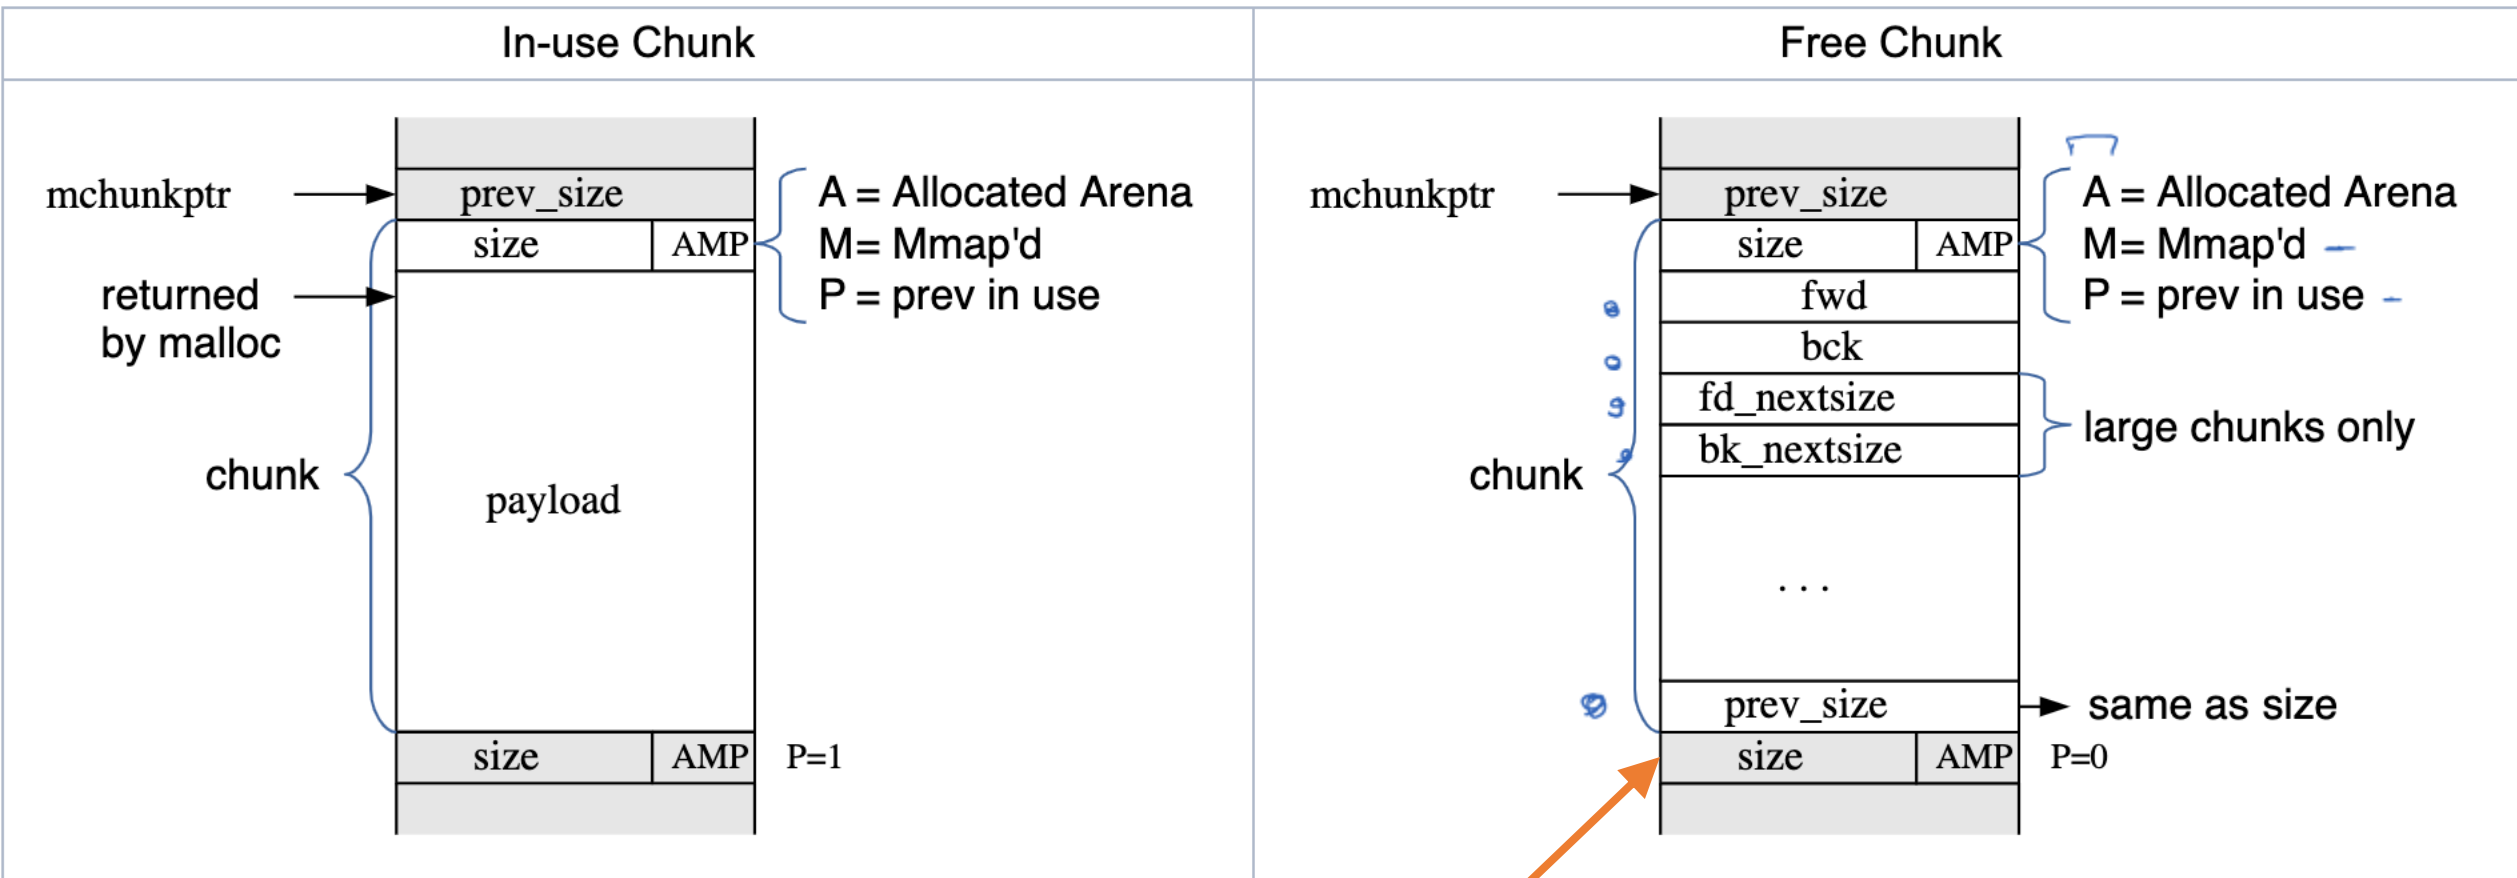 In-use Chunk
mchunkptr
prev_size
A = Allocated Arena
size
AMP
M= Mmap'd
returned
by malloc
P = prev in use
chunk
payload
size
AMP
P=1
Free Chunk
mchunkptr
prev_size
A = Allocated Arena
size
AMP
M= Mmap'd
fwd
P = prev in use
bck
fd_nextsize
large chunks only
bk_nextsize
chunk
. . .
prev_size
same as size
size
AMP
P=0